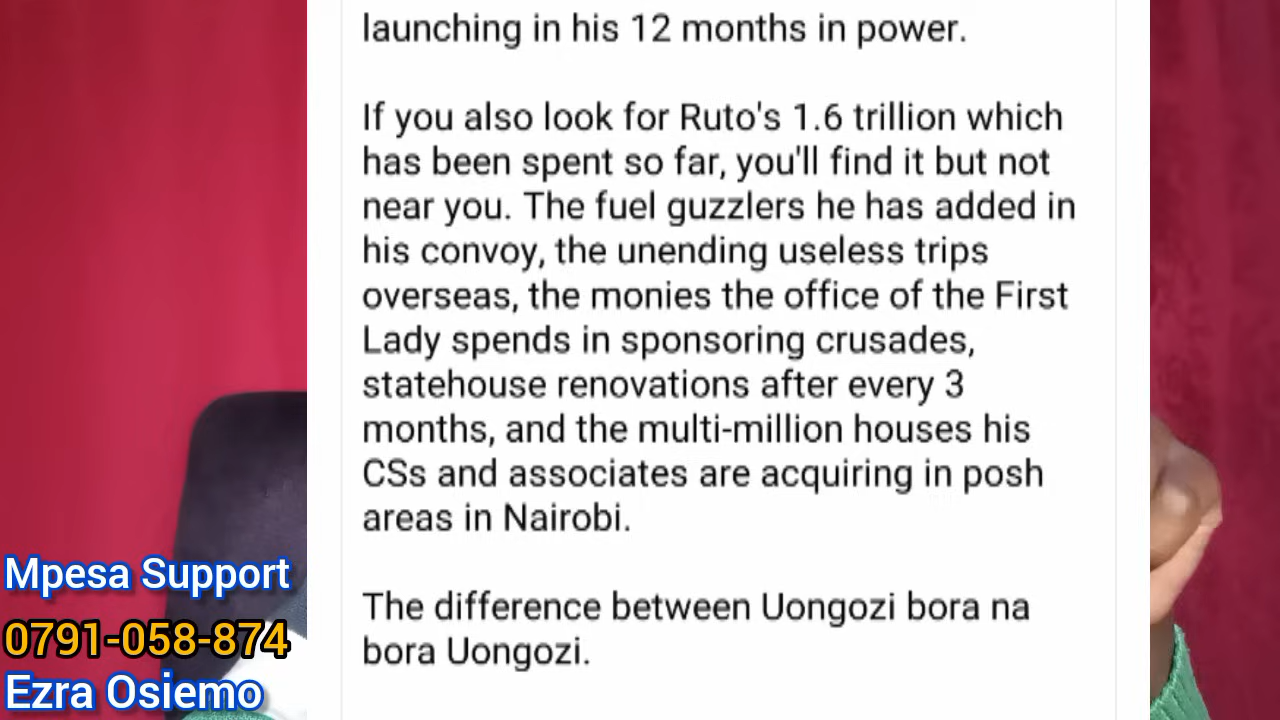 launching in his 12 months in power.
If you also look for Ruto's 1.6 trillion which
has been spent so far, you'll find it but not
near you. The fuel guzzlers he has added in
his convoy, the unending useless trips
overseas, the monies the office of the First
Lady spends in sponsoring crusades,
statehouse renovations after every 3
months, and the multi-million houses his
CSs and associates are acquiring in posh
areas in Nairobi.
The difference between Uongozi bora na
bora Uongozi.
Mpesa Support
0791-058-874
Ezra Osiemo